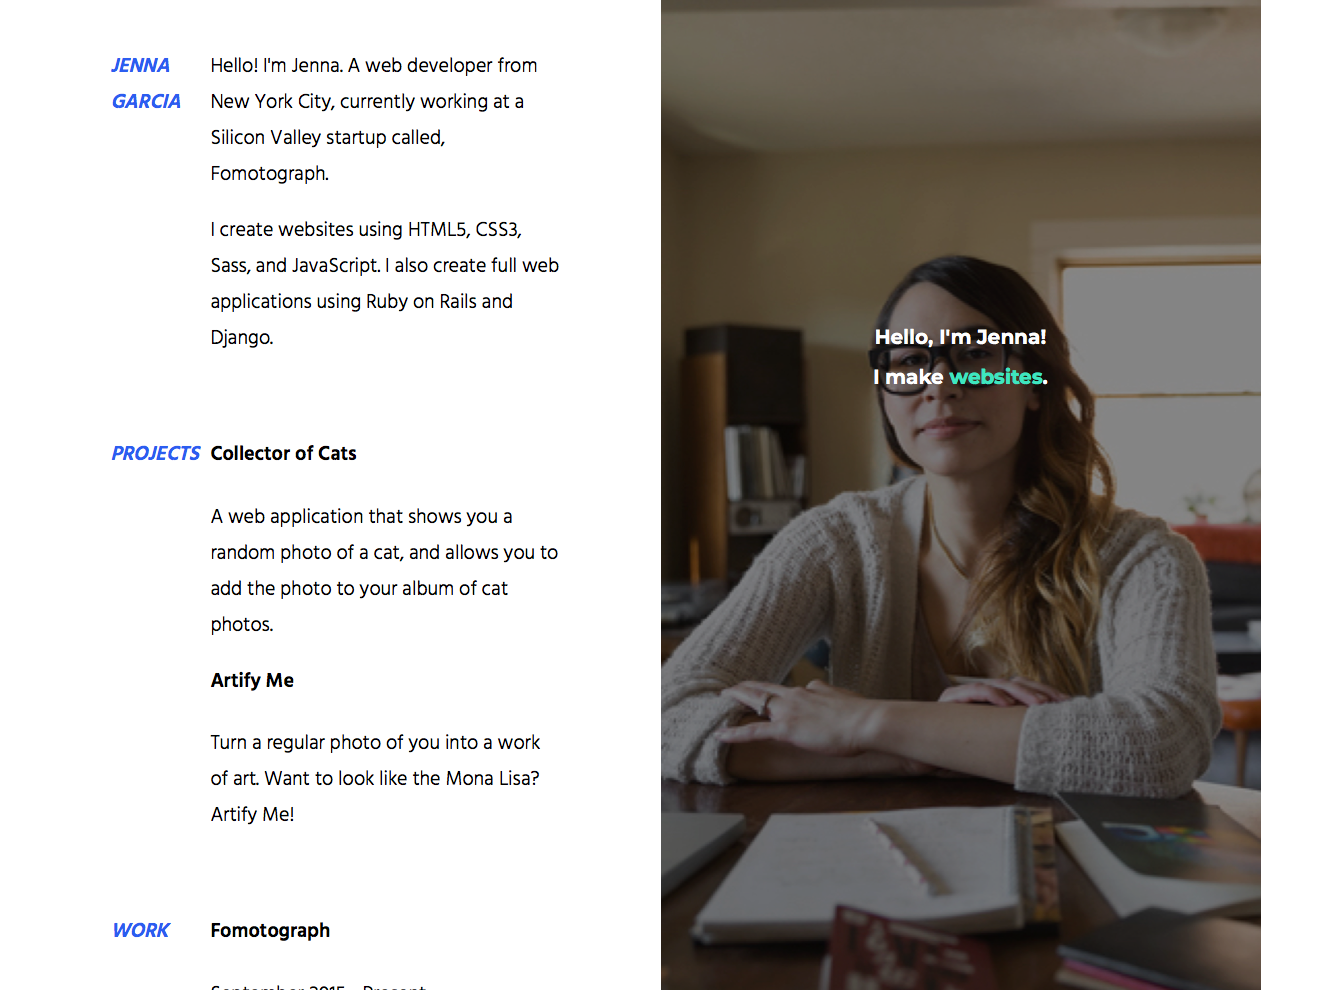 JENNA
GARCIA
Hello! I'm Jenna. A web developer from
New York City, currently working at a
Silicon Valley startup called,
Fomotograph.
I create websites using HTML5, CSS3,
Sass, and JavaScript. I also create full web
applications using Ruby on Rails and
Django.
PROJECTS
Collector of Cats
A web application that shows you a
random photo of a cat, and allows you to
add the photo to your album of cat
photos.
Artify Me
Turn a regular photo of you into a work
of art. Want to look like the Mona Lisa?
Artify Me!
WORK
Fomotograph
September 2015 - Present
Hello, I'm Jenna!
I make websites.